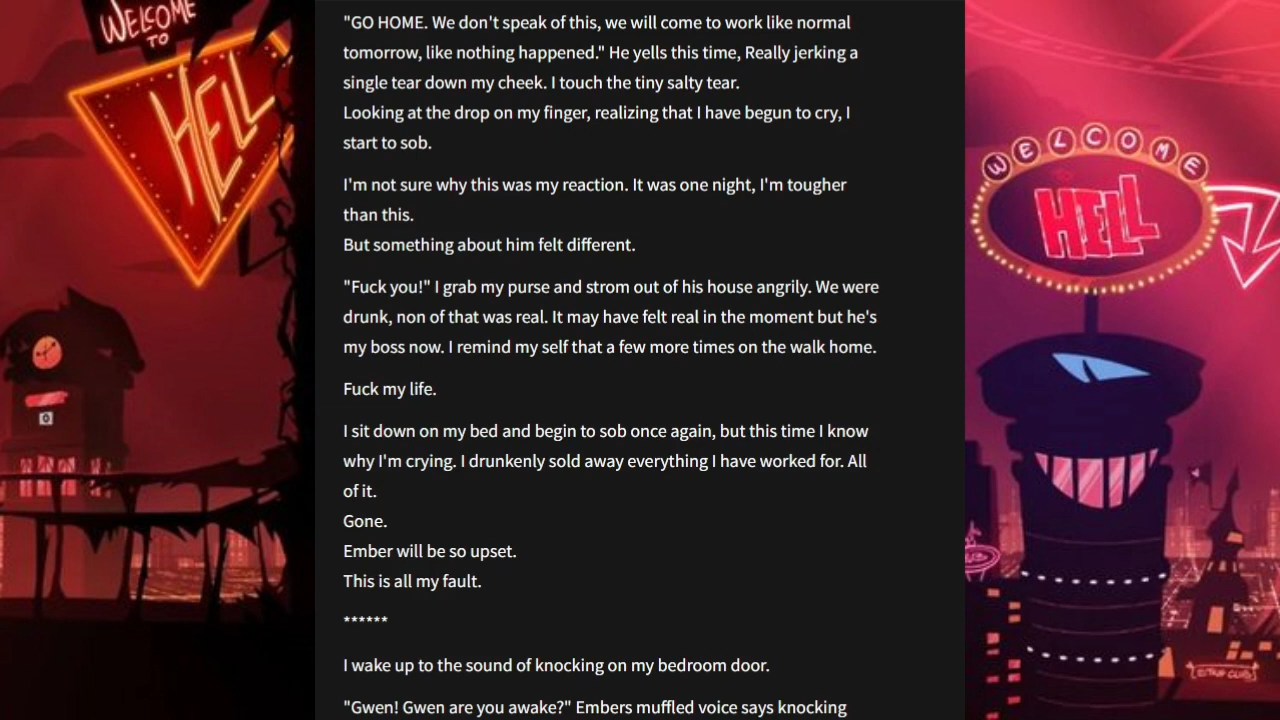 WELCOME
TO
HELL
"GO HOME. We don't speak of this, we will come to work like normal
tomorrow, like nothing happened." He yells this time, Really jerking a
single tear down my cheek. I touch the tiny salty tear.
Looking at the drop on my finger, realizing that I have begun to cry, I
start to sob.
I'm not sure why this was my reaction. It was one night, I'm tougher
than this.
But something about him felt different.
"Fuck you!" I grab my purse and strom out of his house angrily. We were
drunk, non of that was real. It may have felt real in the moment but he's
my boss now. I remind my self that a few more times on the walk home.
Fuck my life.
I sit down on my bed and begin to sob once again, but this time I know
why I'm crying. I drunkenly sold away everything I have worked for. All
of it.
Gone.
Ember will be so upset.
This is all my fault.
******
I wake up to the sound of knocking on my bedroom door.
"Gwen! Gwen are you awake?" Embers muffled voice says knocking
WELCOME
TO
HELL